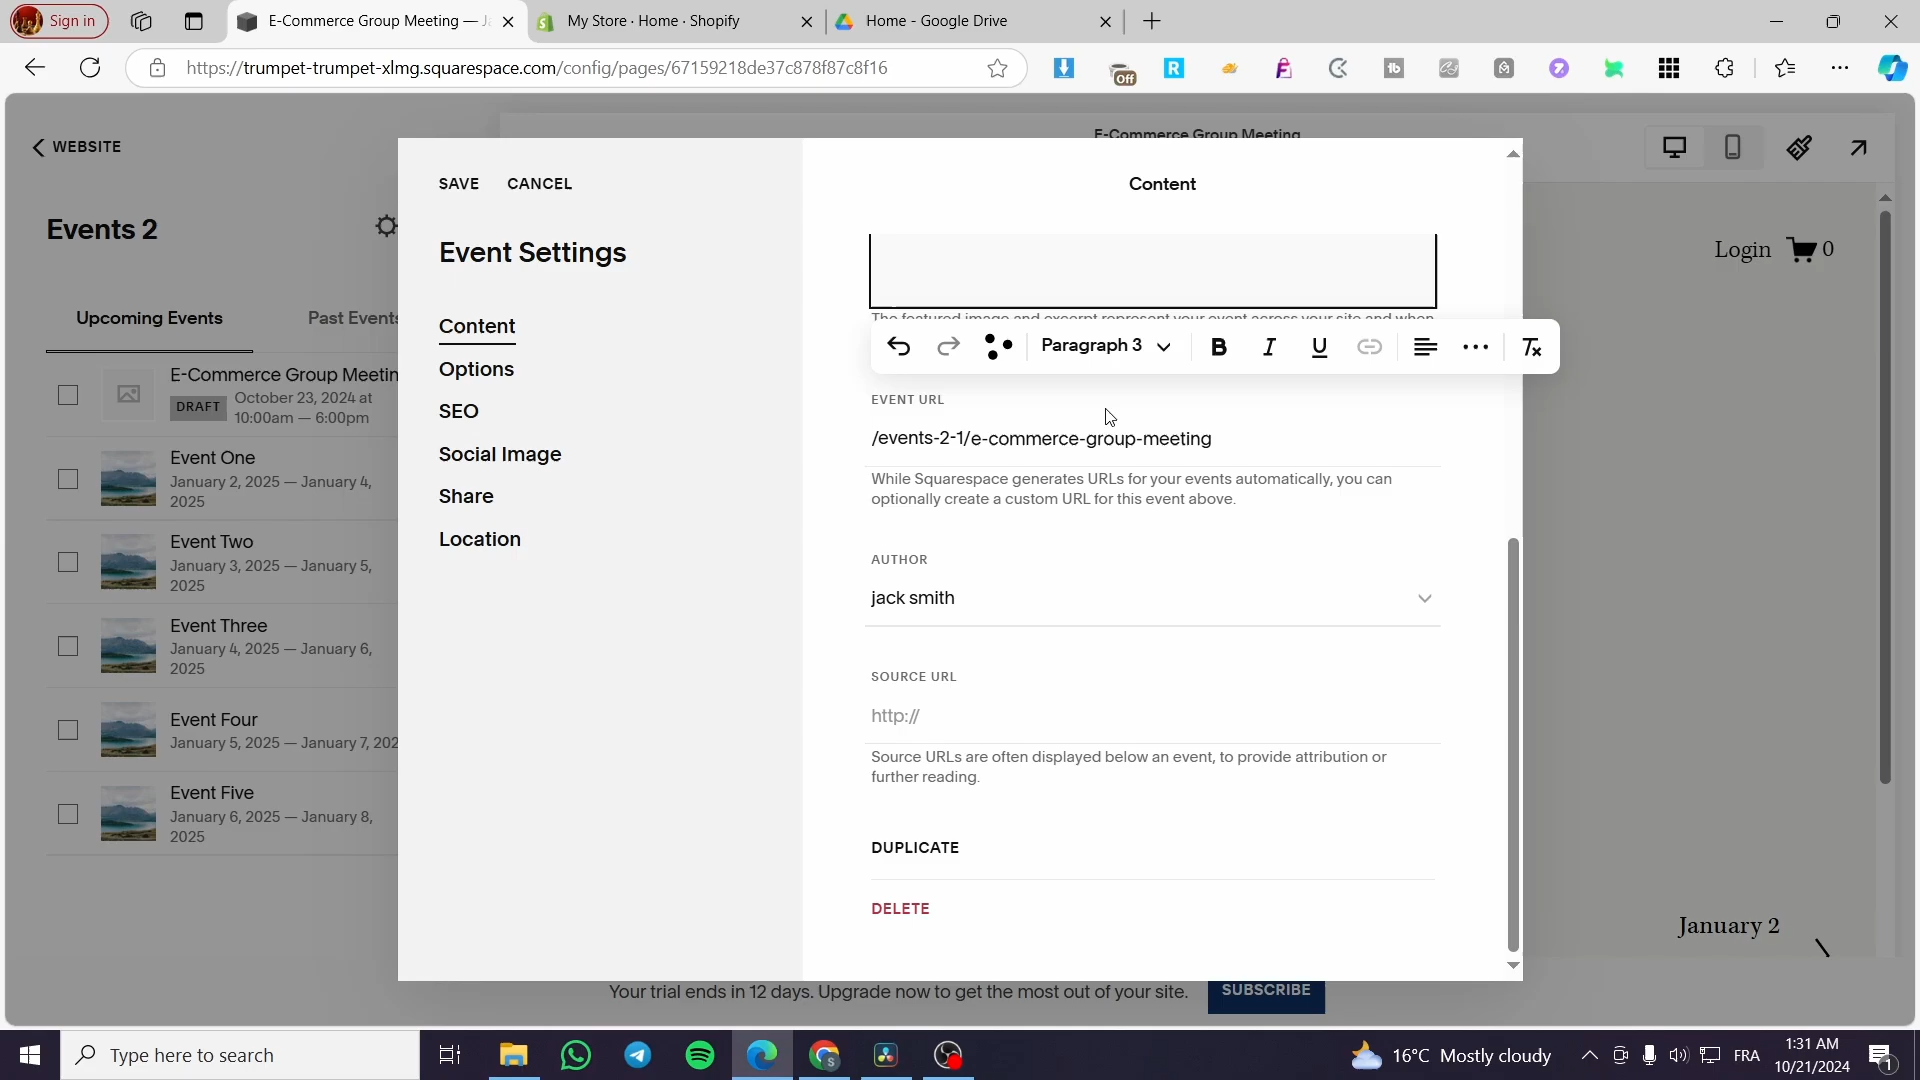 Sign in
E-Commerce Group Meeting — J
My Store · Home · Shopify
Home - Google Drive
https://trumpet-trumpet-xlmg.squarespace.com/config/pages/67159218de37c878f87c8f16
Off
WEBSITE
E-Commerce Group Meeting
Events 2
Login
0
Upcoming Events
Past Events
E-Commerce Group Meetin
DRAFT
October 23, 2024 at
10:00am — 6:00pm
Event One
January 2, 2025 — January 4,
2025
Event Two
January 3, 2025 — January 5,
2025
Event Three
January 4, 2025 — January 6,
2025
Event Four
January 5, 2025 — January 7, 202
Event Five
January 6, 2025 — January 8,
2025
SAVE
CANCEL
Event Settings
Content
Options
SEO
Social Image
Share
Location
Content
The featured image and excerpt represent your event across your site and when
Paragraph 3
B
I
U
EVENT URL
/events-2-1/e-commerce-group-meeting
While Squarespace generates URLs for your events automatically, you can
optionally create a custom URL for this event above.
AUTHOR
jack smith
SOURCE URL
http://
Source URLs are often displayed below an event, to provide attribution or
further reading.
DUPLICATE
DELETE
January 2
Your trial ends in 12 days. Upgrade now to get the most out of your site.
SUBSCRIBE
Type here to search
16°C Mostly cloudy
FRA
1:31 AM
10/21/2024
1